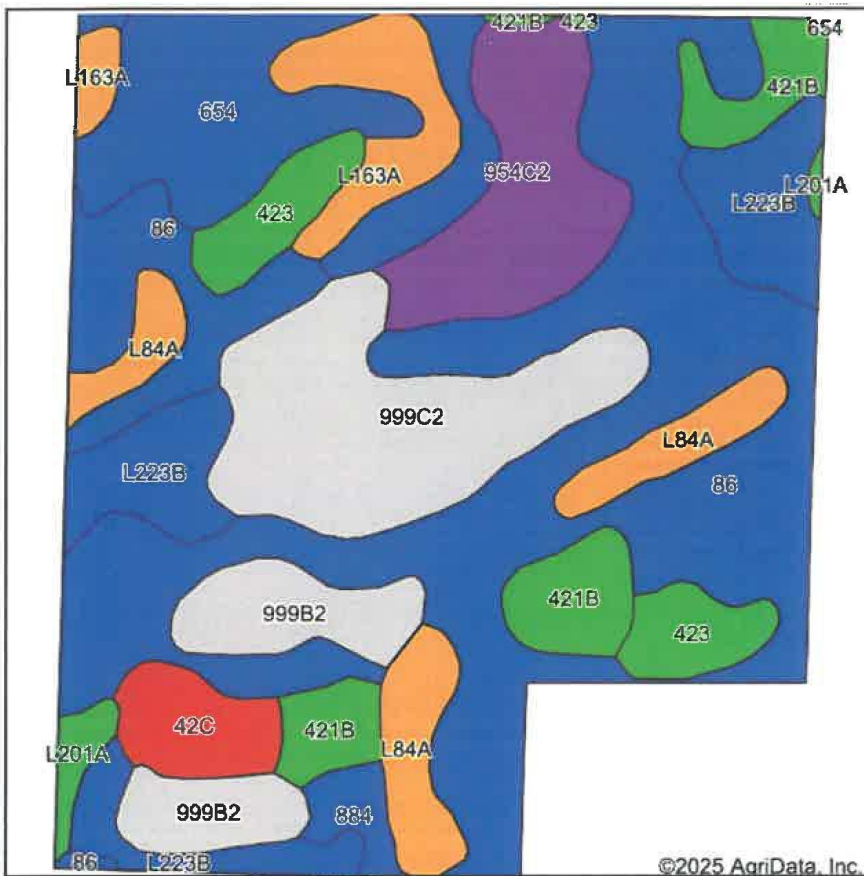 421B
423
654
L163A
421B
654
L163A
954C2
L201A
L223B
423
86
L84A
999C2
L84A
L223B
86
421B
999B2
423
42C
421B
L84A
L201A
999B2
884
86
L223B
©2025 AgriData, Inc